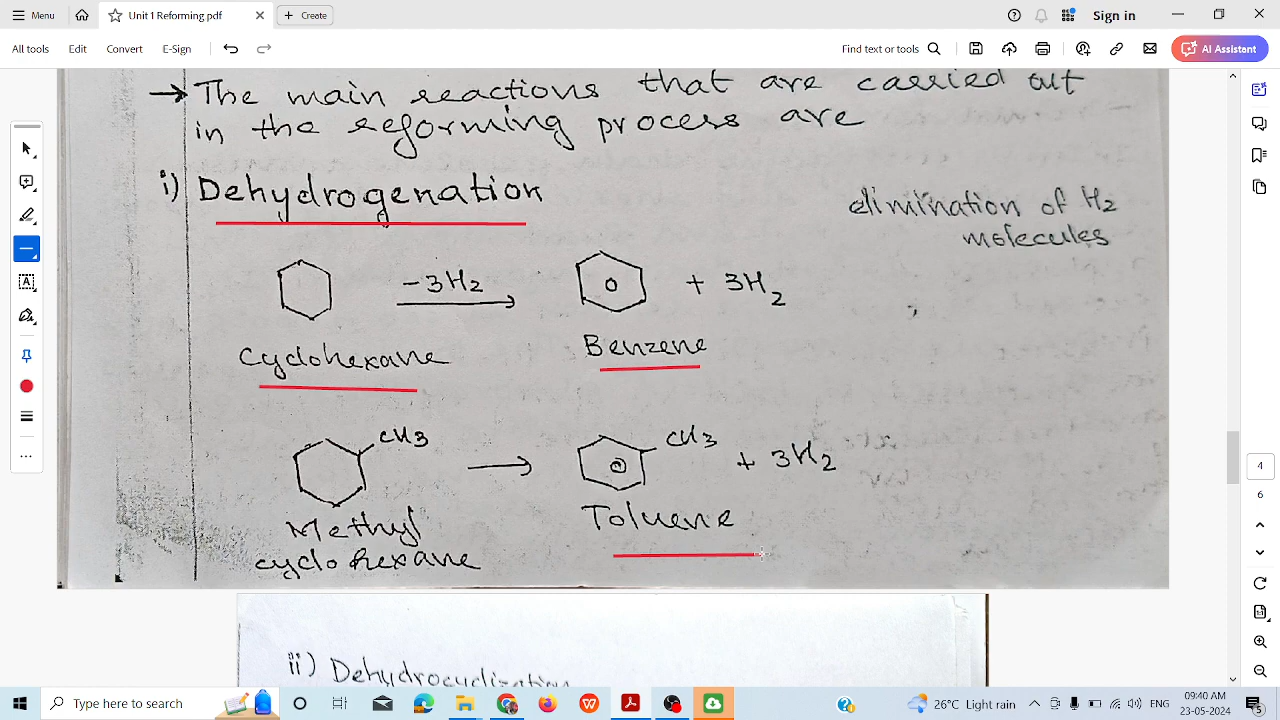 Menu
Unit 1 Reforming.pdf
Create
Sign in
All tools
Edit
Convert
E-Sign
Find text or tools
AI Assistant
→ The main reactions that are carried out
in the reforming process are
i) Dehydrogenation
elimination of H2
molecules
-3H2
+ 3H2
Cyclohexane
Benzene
CH3
CH3
+ 3H2
Methyl
cyclohexane
Toluene
ii) Dehydrocyclization
4
6
Type here to search
26°C Light rain
ENG
09:40 AM
23-05-2024
5